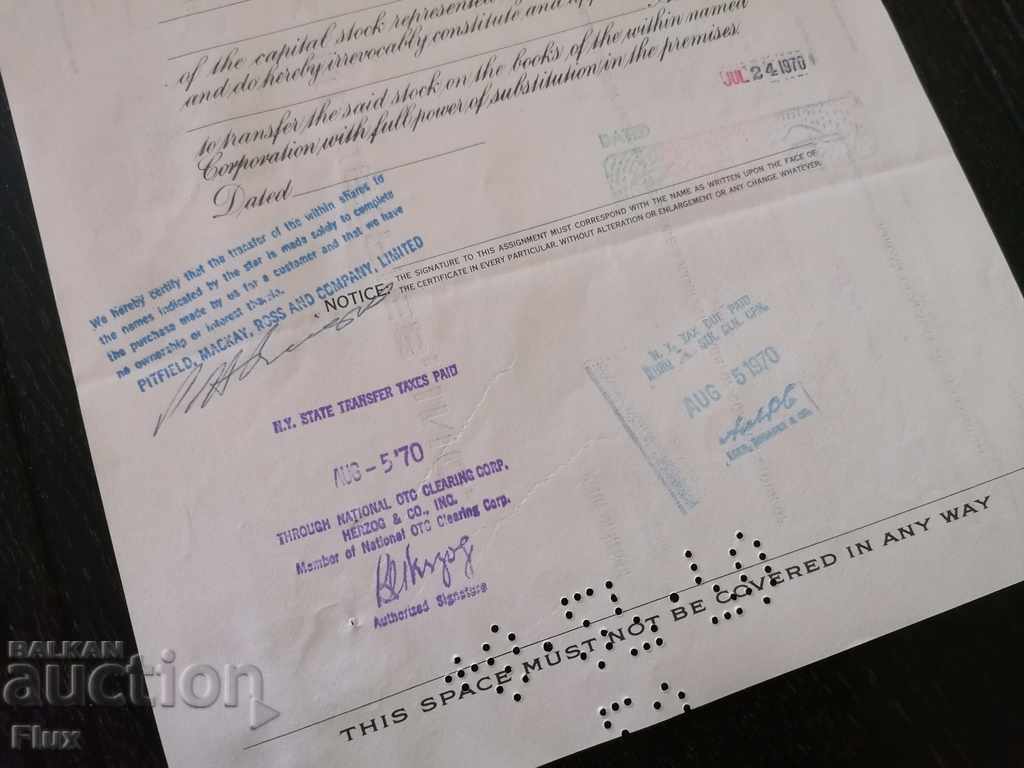 of the capital stock represented
and do hereby irrevocably constitute and
to transfer the said stock on the books of the within named
Corporation, with full power of substitution in the premises.
Dated
JUL 24 1970
DATED
We hereby certify that the transfer of the within shares to
the names indicated by the star is made solely to complete
the purchase made by us for a customer and that we have
no ownership or interest therein.
PITFIELD, MACKAY, ROSS AND COMPANY, LIMITED
NOTICE:
THE SIGNATURE TO THIS ASSIGNMENT MUST CORRESPOND WITH THE NAME AS WRITTEN UPON THE FACE OF
THE CERTIFICATE IN EVERY PARTICULAR. WITHOUT ALTERATION OR ENLARGEMENT OR ANY CHANGE WHATEVER.
N.Y. STATE TRANSFER TAXES PAID
AUG - 5 '70
THROUGH NATIONAL OTC CLEARING CORP.
HERZOG & CO., INC.
Member of National OTC Clearing Corp.
Authorized Signature
N. Y. TAX DUE PAID
AUG 5 1970
THIS SPACE MUST NOT BE COVERED IN ANY WAY
BALKAN
auction
Flux